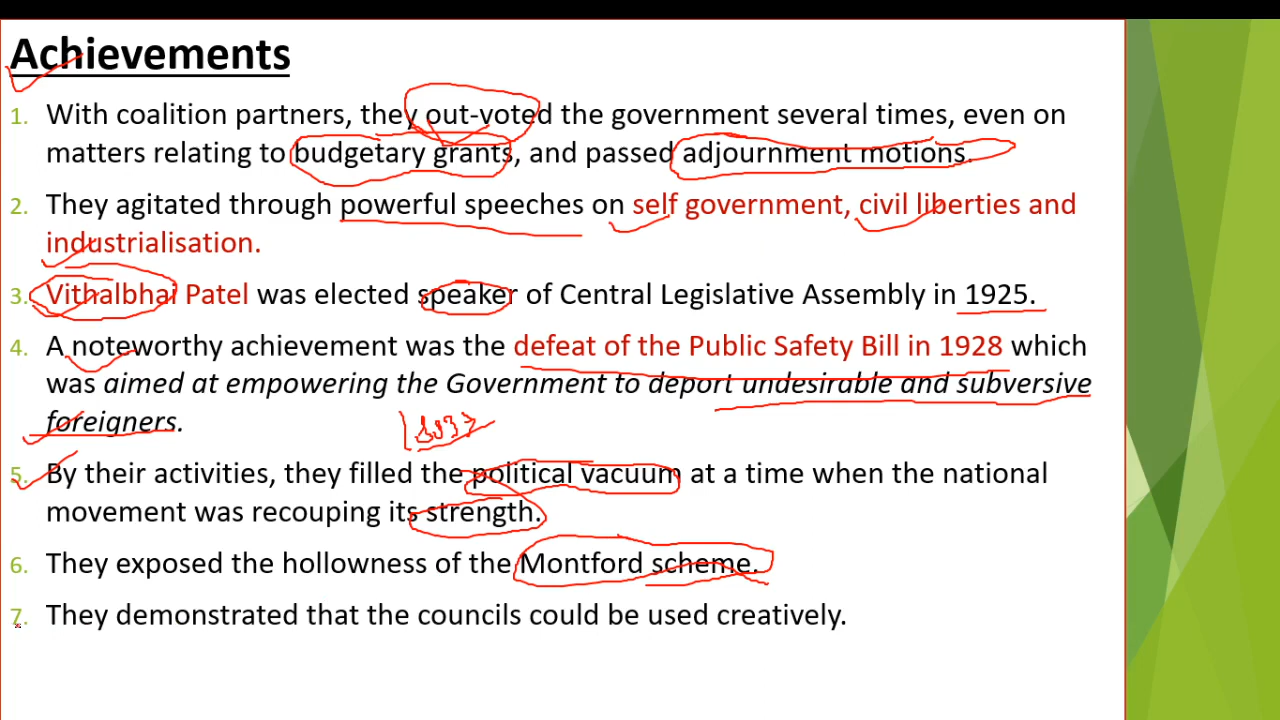 Achievements
1. With coalition partners, they out-voted the government several times, even on
matters relating to budgetary grants, and passed adjournment motions.
2. They agitated through powerful speeches on self government, civil liberties and
industrialisation.
3. Vithalbhai Patel was elected speaker of Central Legislative Assembly in 1925.
4. A noteworthy achievement was the defeat of the Public Safety Bill in 1928 which
was aimed at empowering the Government to deport undesirable and subversive
foreigners.
5. By their activities, they filled the political vacuum at a time when the national
movement was recouping its strength.
6. They exposed the hollowness of the Montford scheme.
7. They demonstrated that the councils could be used creatively.